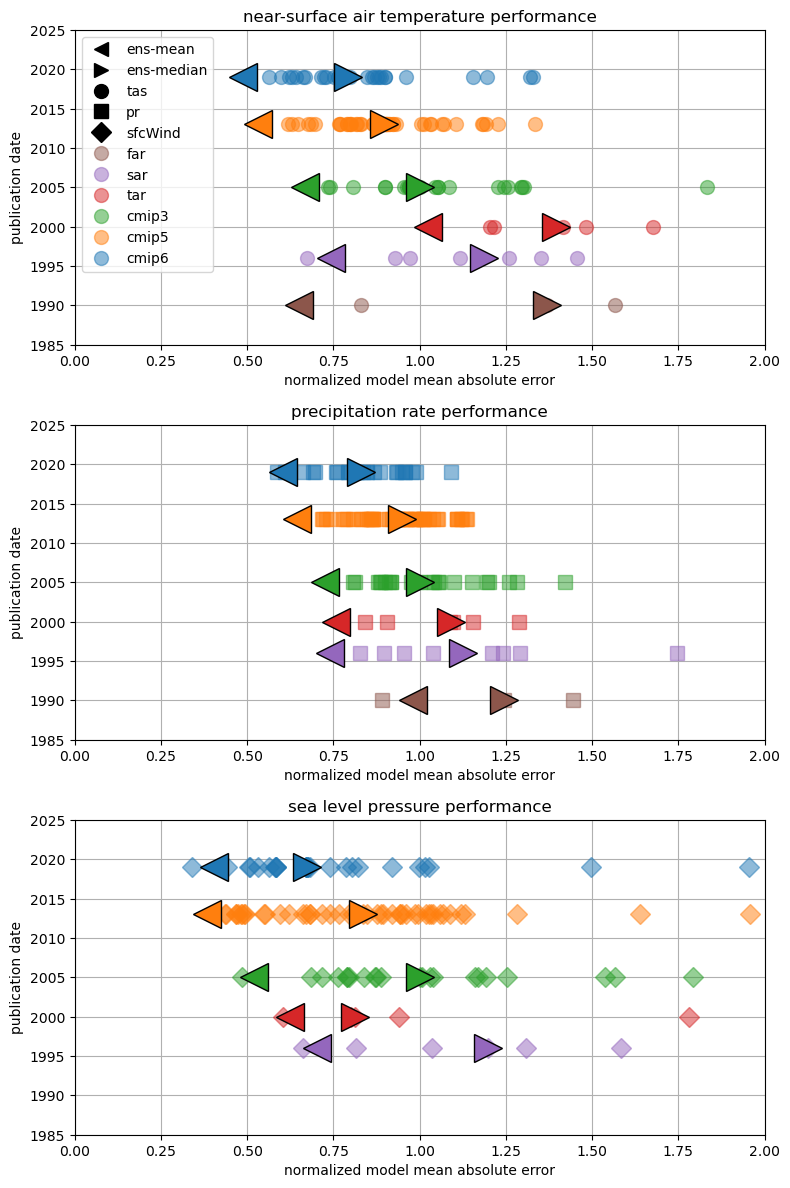 near-surface air temperature performance
2025
2020
2015
2010
2005
2000
1995
1990
1985
publication date
ens-mean
ens-median
tas
pr
sfcWind
far
sar
tar
cmip3
cmip5
cmip6
0.00 0.25 0.50 0.75 1.00 1.25 1.50 1.75 2.00
normalized model mean absolute error
precipitation rate performance
2025
2020
2015
2010
2005
2000
1995
1990
1985
publication date
0.00 0.25 0.50 0.75 1.00 1.25 1.50 1.75 2.00
normalized model mean absolute error
sea level pressure performance
2025
2020
2015
2010
2005
2000
1995
1990
1985
publication date
0.00 0.25 0.50 0.75 1.00 1.25 1.50 1.75 2.00
normalized model mean absolute error